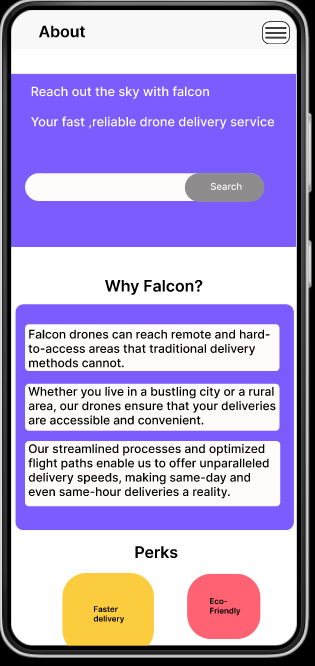 About
Reach out the sky with falcon
Your fast ,reliable drone delivery service
Search
Why Falcon?
Falcon drones can reach remote and hard-
to-access areas that traditional delivery
methods cannot.
Whether you live in a bustling city or a rural
area, our drones ensure that your deliveries
are accessible and convenient.
Our streamlined processes and optimized
flight paths enable us to offer unparalleled
delivery speeds, making same-day and
even same-hour deliveries a reality.
Perks
Faster
delivery
Eco-
Friendly